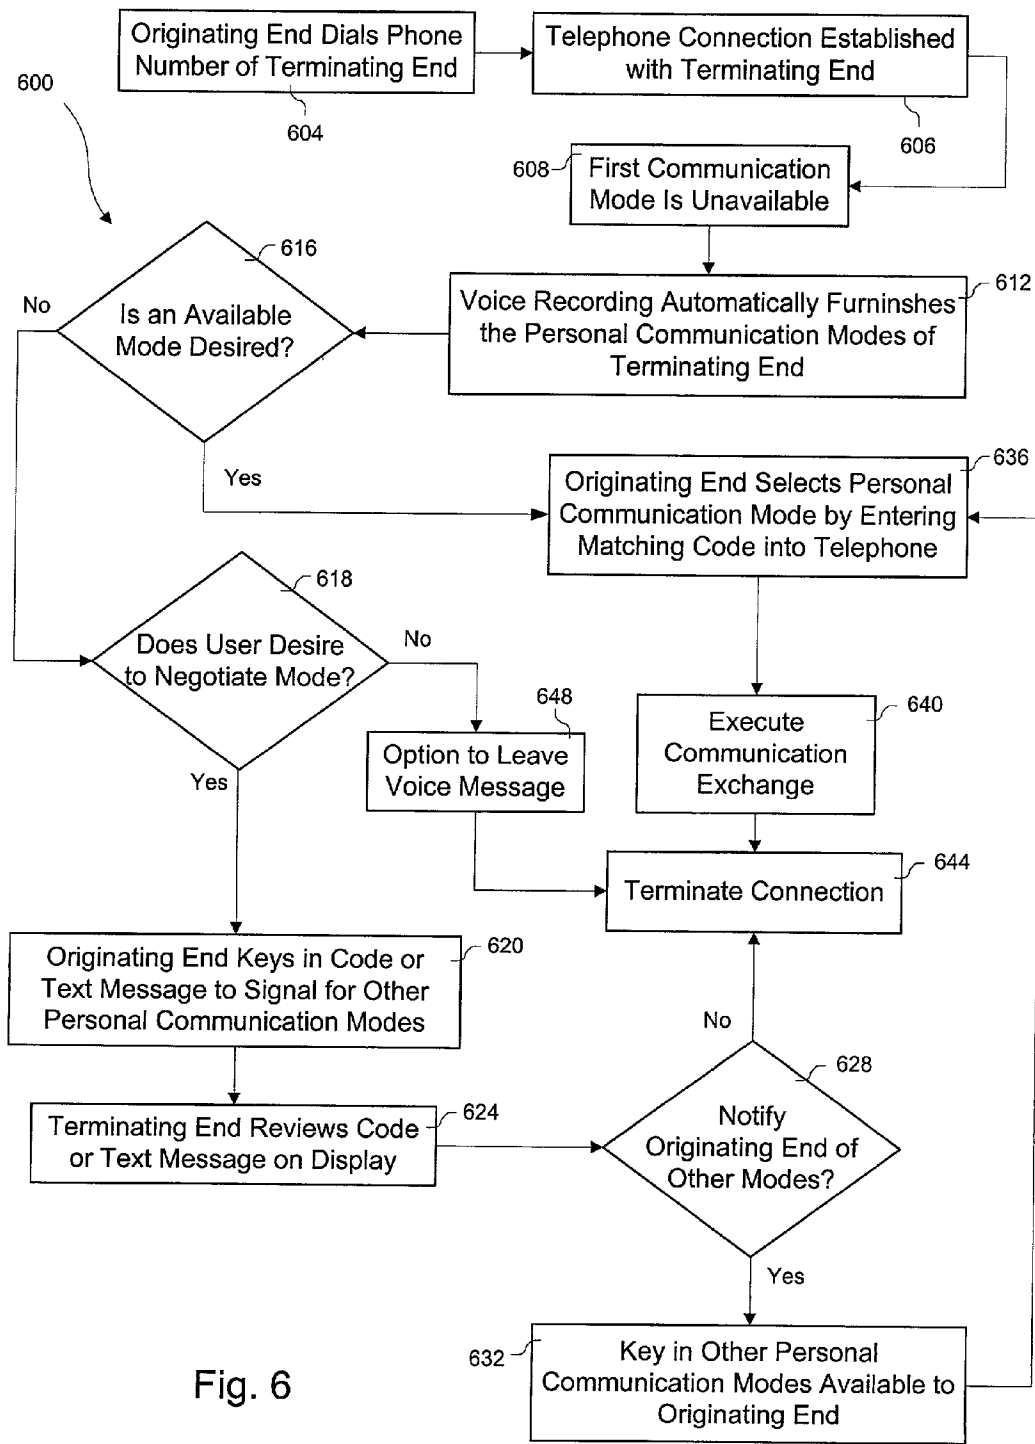 Originating End Dials Phone
Number of Terminating End
604
Telephone Connection Established
with Terminating End
606
600
608
First Communication
Mode Is Unavailable
616
Is an Available
Mode Desired?
No
Yes
612
Voice Recording Automatically Furninshes
the Personal Communication Modes of
Terminating End
636
Originating End Selects Personal
Communication Mode by Entering
Matching Code into Telephone
618
Does User Desire
to Negotiate Mode?
No
Yes
648
Option to Leave
Voice Message
640
Execute
Communication
Exchange
644
Terminate Connection
620
Originating End Keys in Code or
Text Message to Signal for Other
Personal Communication Modes
624
Terminating End Reviews Code
or Text Message on Display
No
628
Notify
Originating End of
Other Modes?
Yes
632
Key in Other Personal
Communication Modes Available to
Originating End
Fig. 6